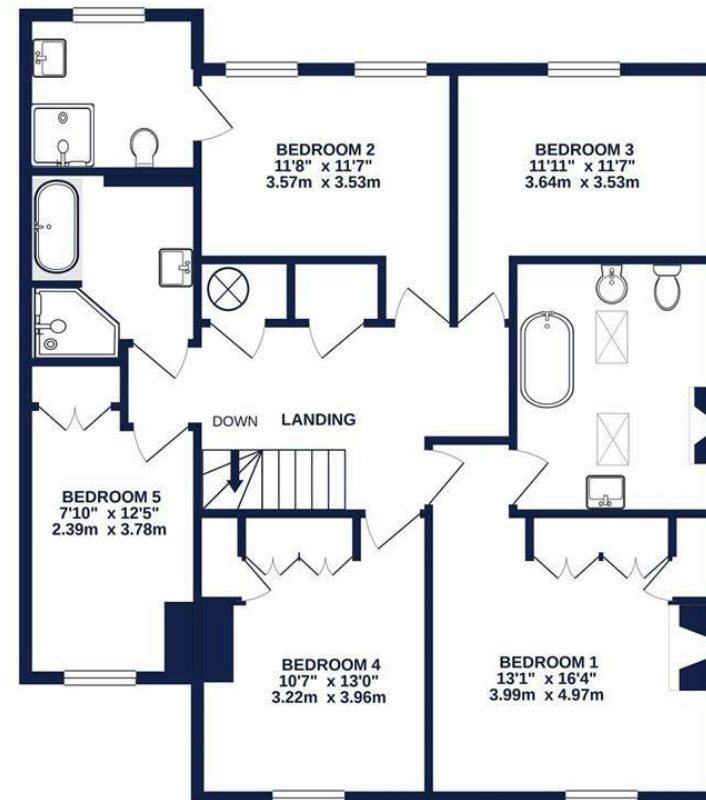 BEDROOM 2
11'8" x 11'7"
3.57m x 3.53m
BEDROOM 3
11'11" x 11'7"
3.64m x 3.53m
DOWN LANDING
BEDROOM 5
7'10" x 12'5"
2.39m x 3.78m
BEDROOM 4
10'7" x 13'0"
3.22m x 3.96m
BEDROOM 1
13'1" x 16'4"
3.99m x 4.97m